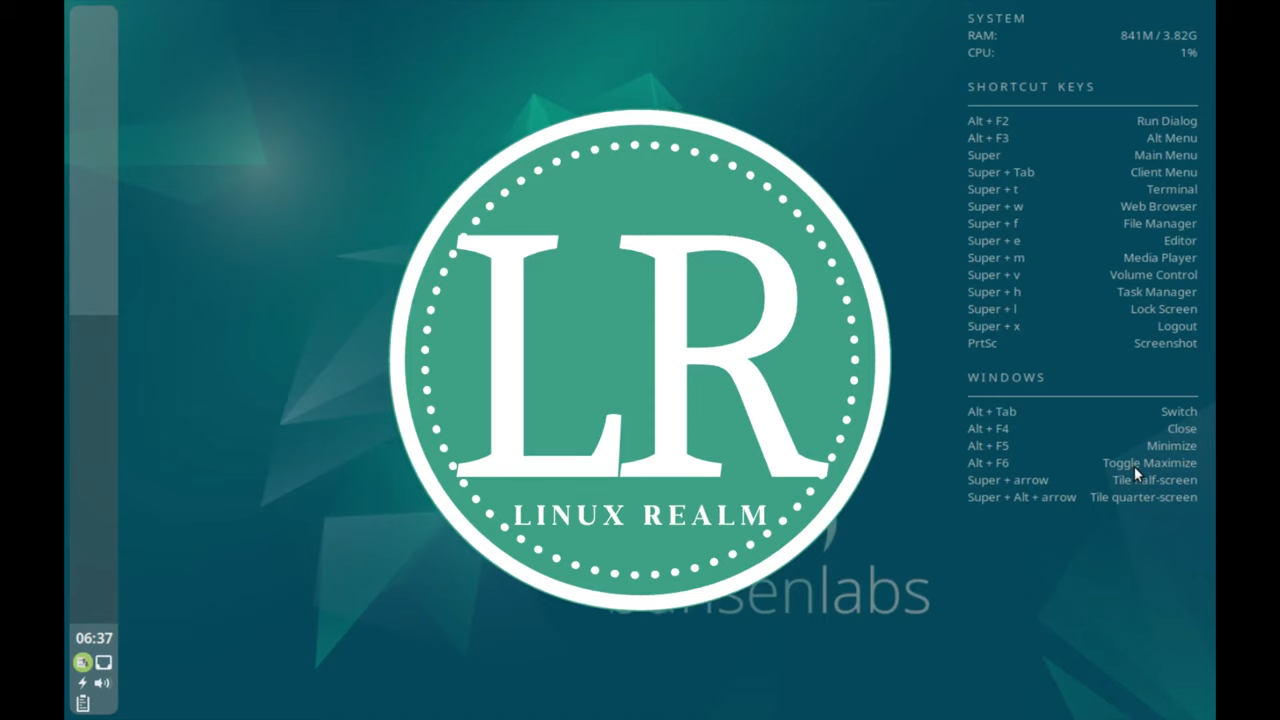 SYSTEM
RAM: 841M / 3.82G
CPU: 1%
SHORTCUT KEYS
Alt + F2 Run Dialog
Alt + F3 Alt Menu
Super Main Menu
Super + Tab Client Menu
Super + t Terminal
Super + w Web Browser
Super + f File Manager
Super + e Editor
Super + m Media Player
Super + v Volume Control
Super + h Task Manager
Super + l Lock Screen
Super + x Logout
PrtSc Screenshot
WINDOWS
Alt + Tab Switch
Alt + F4 Close
Alt + F5 Minimize
Alt + F6 Toggle Maximize
Super + arrow Tile half-screen
Super + Alt + arrow Tile quarter-screen
LR
LINUX REALM
bunsenlabs
06:37